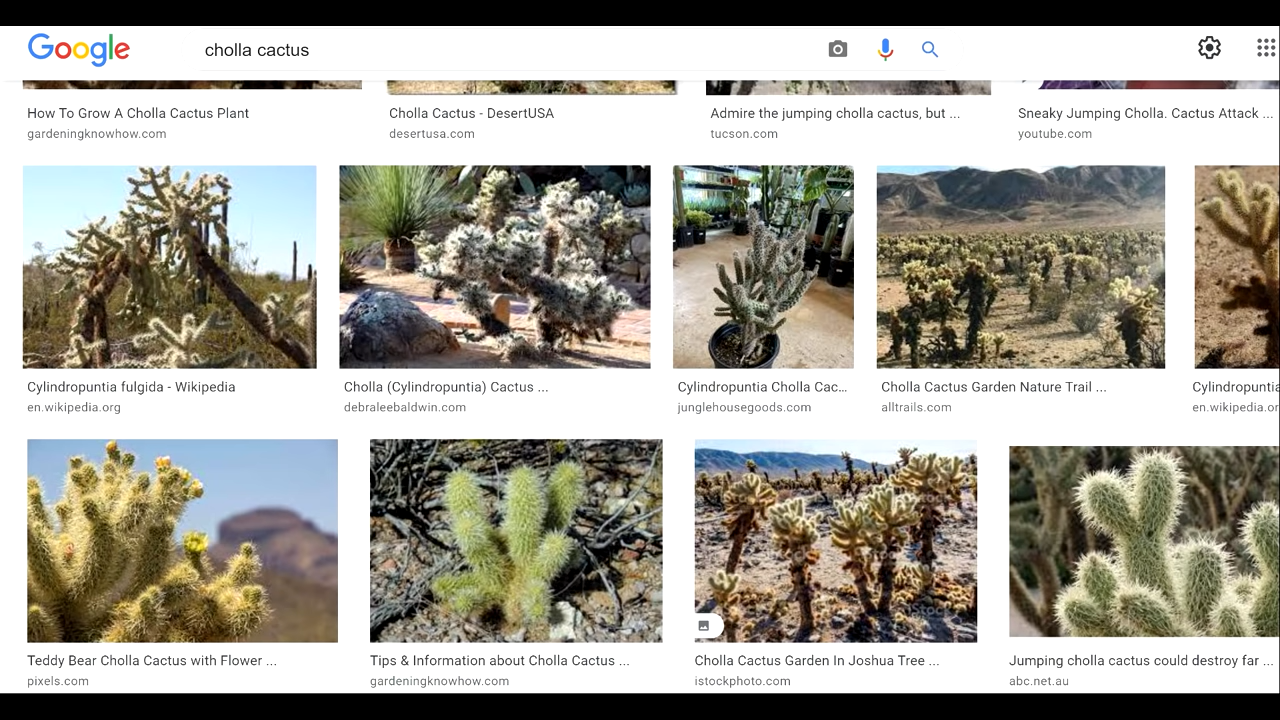 Google
cholla cactus
How To Grow A Cholla Cactus Plant
gardeningknowhow.com
Cholla Cactus - DesertUSA
desertusa.com
Admire the jumping cholla cactus, but ...
tucson.com
Sneaky Jumping Cholla. Cactus Attack ...
youtube.com
Cylindropuntia fulgida - Wikipedia
en.wikipedia.org
Cholla (Cylindropuntia) Cactus ...
debraleebaldwin.com
Cylindropuntia Cholla Cac...
junglehousegoods.com
Cholla Cactus Garden Nature Trail ...
alltrails.com
Cylindropuntia
en.wikipedia.or
Teddy Bear Cholla Cactus with Flower ...
pixels.com
Tips & Information about Cholla Cactus ...
gardeningknowhow.com
Cholla Cactus Garden In Joshua Tree ...
istockphoto.com
Jumping cholla cactus could destroy far ...
abc.net.au